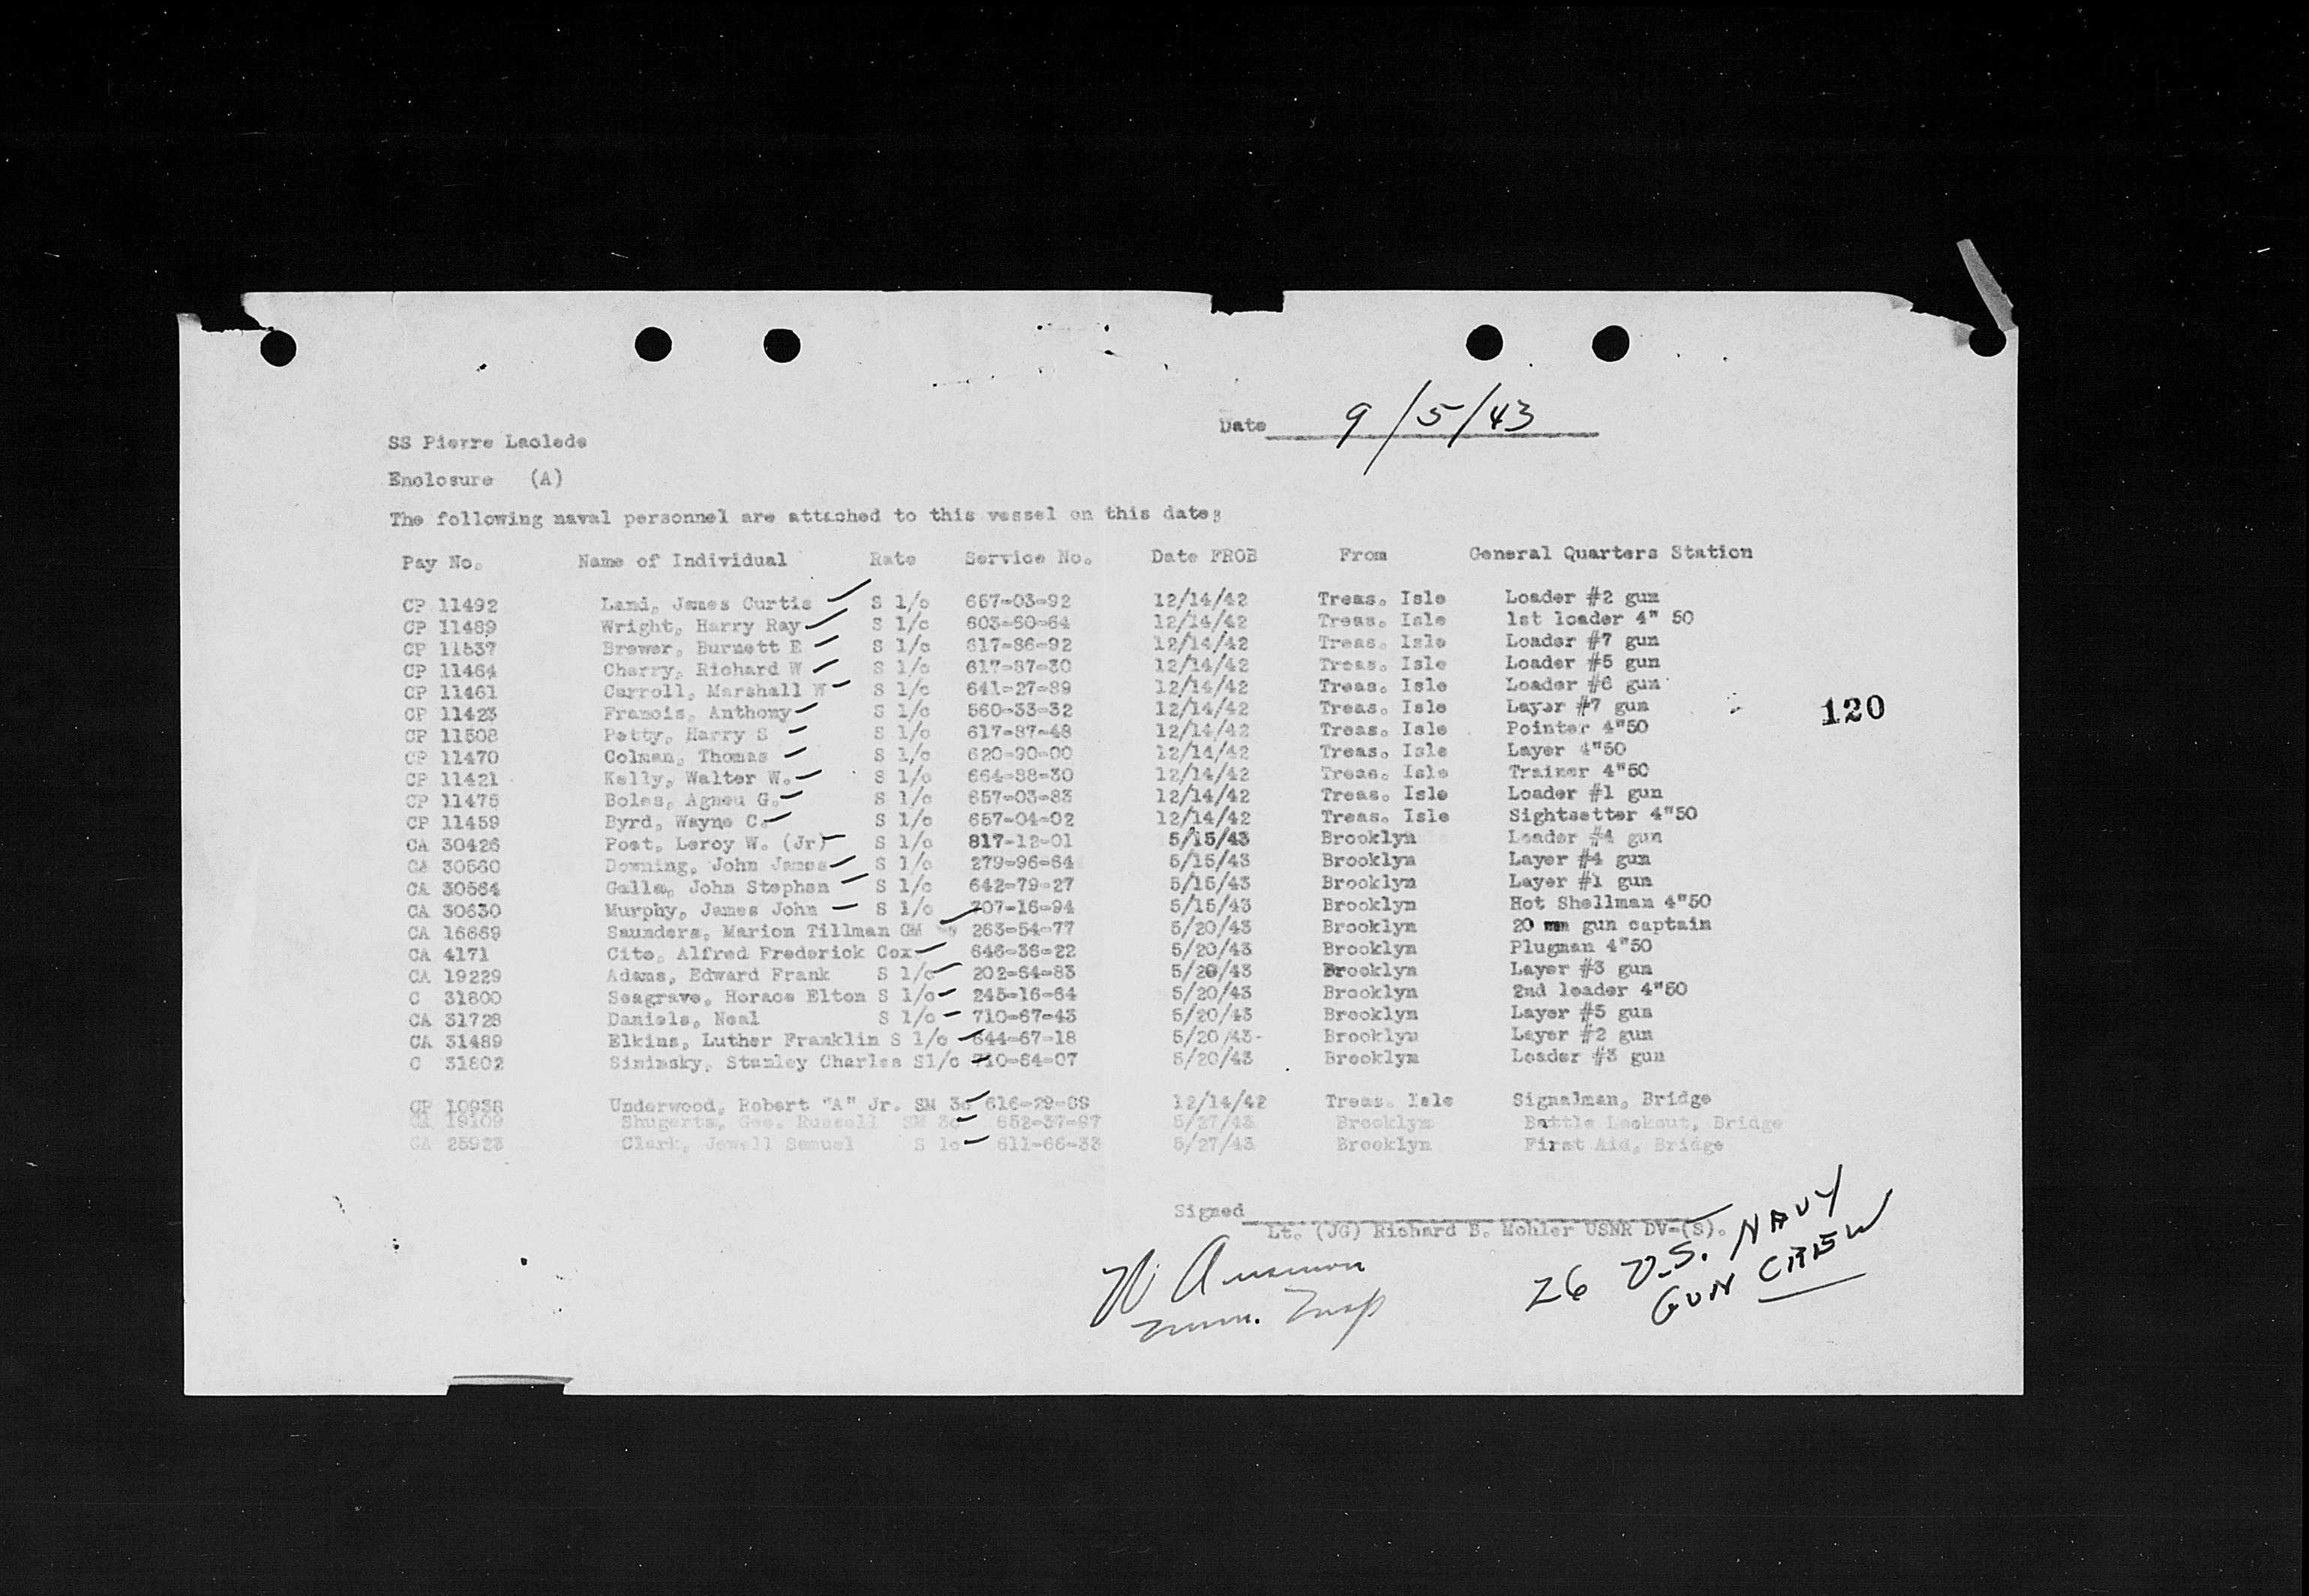 Date 9/5/43
SS Pierre Laclede
Enclosure (A)
The following naval personnel are attached to this vessel on this date:
Pay No. Name of Individual Rate Service No. Date FROB From General Quarters Station
CP 11492 Land, James Curtis S 1/c 657-03-92 12/14/42 Treas. Isle Loader #2 gun
CP 11489 Wright, Harry Ray S 1/c 603-60-64 12/14/42 Treas. Isle 1st loader 4" 50
CP 11537 Brewer, Burnett E S 1/c 617-86-92 12/14/42 Treas. Isle Loader #7 gun
CP 11464 Cherry, Richard W S 1/c 617-87-30 12/14/42 Treas. Isle Loader #5 gun
CP 11461 Carroll, Marshall W S 1/c 641-27-89 12/14/42 Treas. Isle Loader #6 gun
CP 11423 Francis, Anthony S 1/c 560-33-32 12/14/42 Treas. Isle Layer #7 gun
120
CP 11508 Petty, Harry S S 1/c 617-87-48 12/14/42 Treas. Isle Pointer 4"50
CP 11470 Colman, Thomas S 1/c 620-90-00 12/14/42 Treas. Isle Layer 4"50
CP 11421 Kelly, Walter W. S 1/c 664-88-30 12/14/42 Treas. Isle Trainer 4"50
CP 11475 Boles, Agneu G. S 1/c 657-03-83 12/14/42 Treas. Isle Loader #1 gun
CP 11459 Byrd, Wayne C. S 1/c 657-04-02 12/14/42 Treas. Isle Sightsetter 4"50
CA 30426 Post, Leroy W. (Jr) S 1/c 817-12-01 5/15/43 Brooklyn Loader #4 gun
CA 30560 Downing, John James S 1/c 279-96-64 5/15/43 Brooklyn Layer #4 gun
CA 30564 Galla, John Stephen S 1/c 642-79-27 5/15/43 Brooklyn Layer #1 gun
CA 30630 Murphy, James John S 1/c 707-16-94 5/15/43 Brooklyn Hot Shellman 4"50
CA 16669 Saunders, Marion Tillman GM 263-54-77 5/20/43 Brooklyn 20 mm gun captain
CA 4171 Cito, Alfred Frederick Cox 646-36-22 5/20/43 Brooklyn Plugman 4"50
CA 19229 Adams, Edward Frank S 1/c 202-64-83 5/20/43 Brooklyn Layer #3 gun
C 31800 Seagrave, Horace Elton S 1/c 245-16-64 5/20/43 Brooklyn 2nd loader 4"50
CA 31728 Daniels, Neal S 1/c 710-67-43 5/20/43 Brooklyn Layer #5 gun
CA 31489 Elkins, Luther Franklin S 1/c 644-67-18 5/20/43- Brooklyn Layer #2 gun
C 31802 Sininsky, Stanley Charles S1/c 710-64-07 5/20/43 Brooklyn Loader #3 gun
CP 10938 Underwood, Robert "A" Jr. SM 3c 616-29-09 12/14/42 Treas. Isle Signalman, Bridge
CA 19109 Shugerts, Geo. Russell SM 3c 652-37-97 5/27/43 Brooklyn Battle Lookout, Bridge
CA 25923 Clark, Jewell Samuel S 1c 611-66-33 5/27/43 Brooklyn First Aid, Bridge
Signed
Lt. (JG) Richard B. Mohler USNR DV-(S).
26 U.S. NAVY
GUN CREW
Imm. Insp